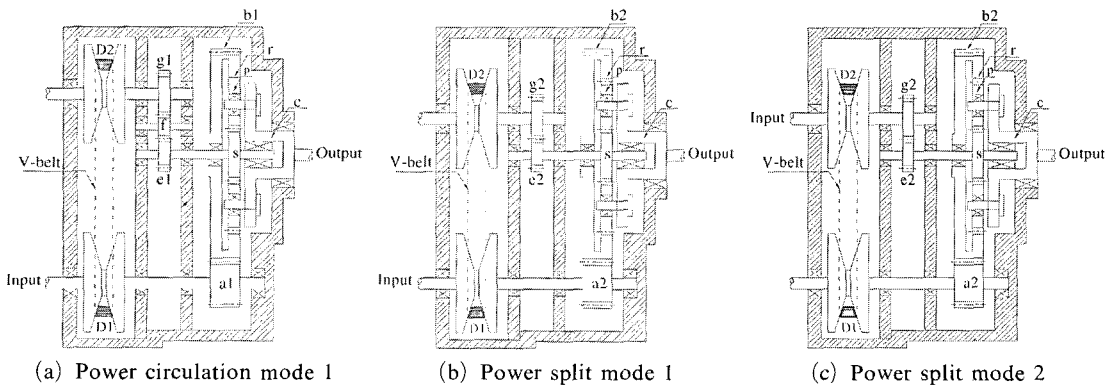 b1
D2
g1
r
p
c
f
s
V-belt
e1
Output
Input
a1
D1
(a) Power circulation mode 1
b2
D2
g2
r
p
c
s
V-belt
e2
Output
Input
a2
D1
(b) Power split mode 1
b2
D2
g2
r
p
c
Input
s
V-belt
e2
Output
a2
D1
(c) Power split mode 2